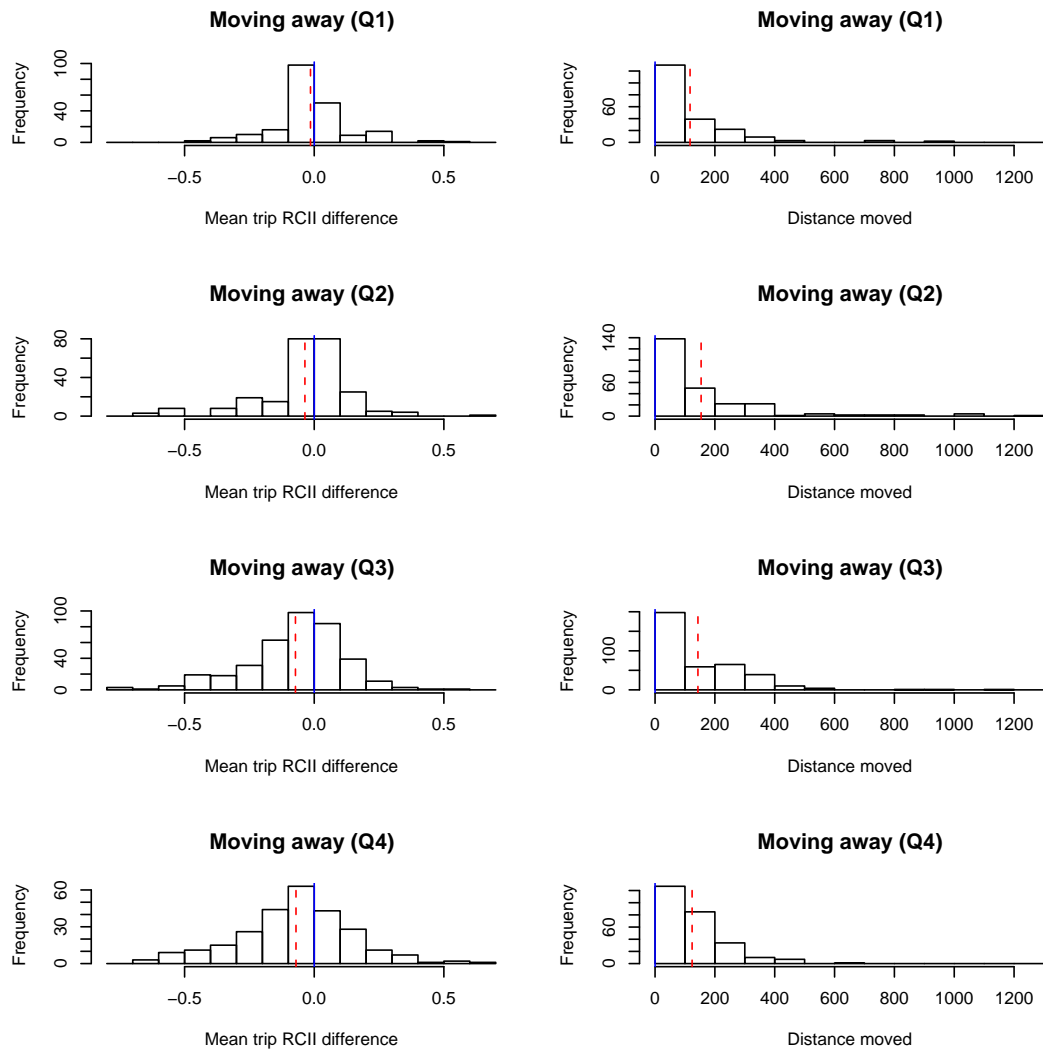 Moving away (Q1)
Frequency
0 40 100
−0.5 0.0 0.5
Mean trip RCII difference
Moving away (Q1)
Frequency
0 60
0 200 400 600 800 1000 1200
Distance moved
Moving away (Q2)
Frequency
0 40 80
−0.5 0.0 0.5
Mean trip RCII difference
Moving away (Q2)
Frequency
0 60 140
0 200 400 600 800 1000 1200
Distance moved
Moving away (Q3)
Frequency
0 40 100
−0.5 0.0 0.5
Mean trip RCII difference
Moving away (Q3)
Frequency
0 100
0 200 400 600 800 1000 1200
Distance moved
Moving away (Q4)
Frequency
0 30 60
−0.5 0.0 0.5
Mean trip RCII difference
Moving away (Q4)
Frequency
0 60
0 200 400 600 800 1000 1200
Distance moved